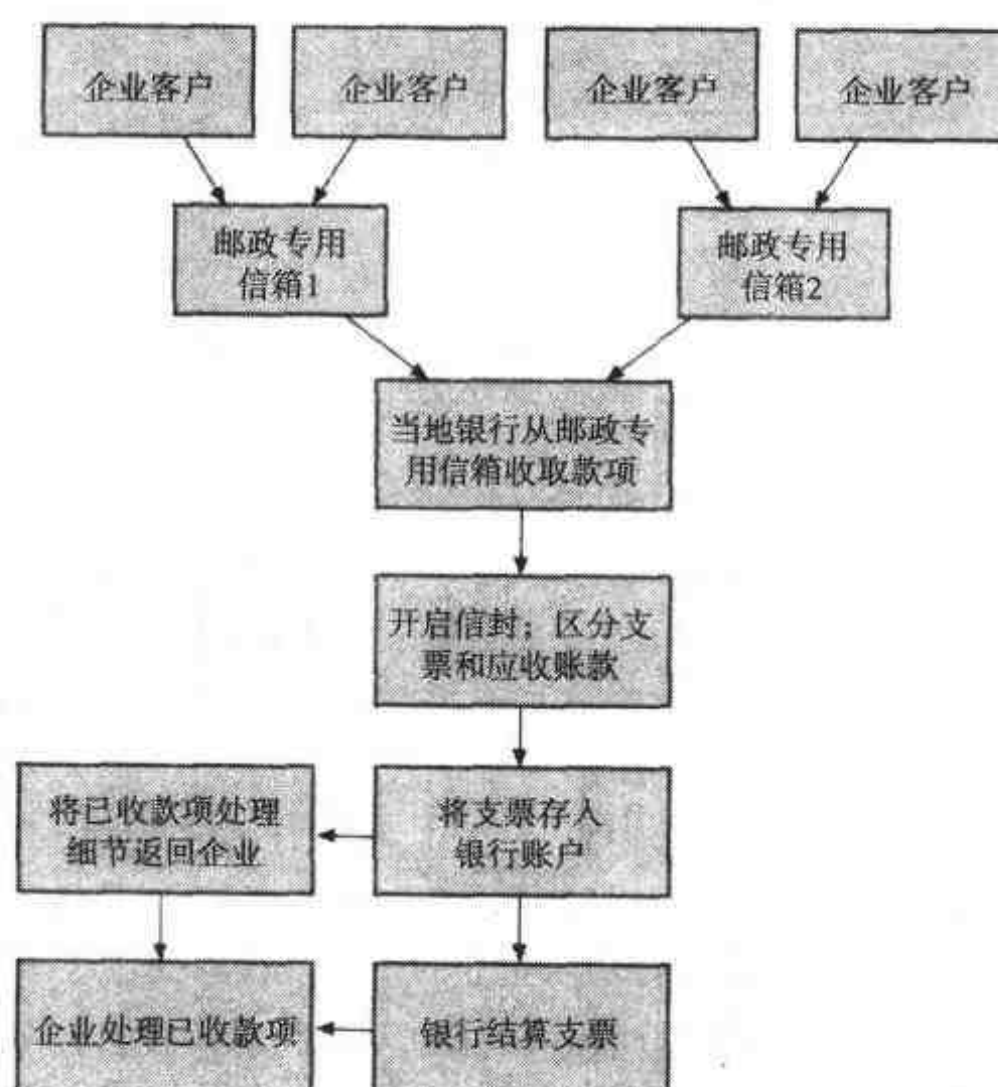 企业客户
企业客户
企业客户
企业客户
邮政专用
信箱1
邮政专用
信箱2
当地银行从邮政专
用信箱收取款项
开启信封；区分支
票和应收账款
将已收款项处理
细节返回企业
将支票存入
银行账户
企业处理已收款项
银行结算支票